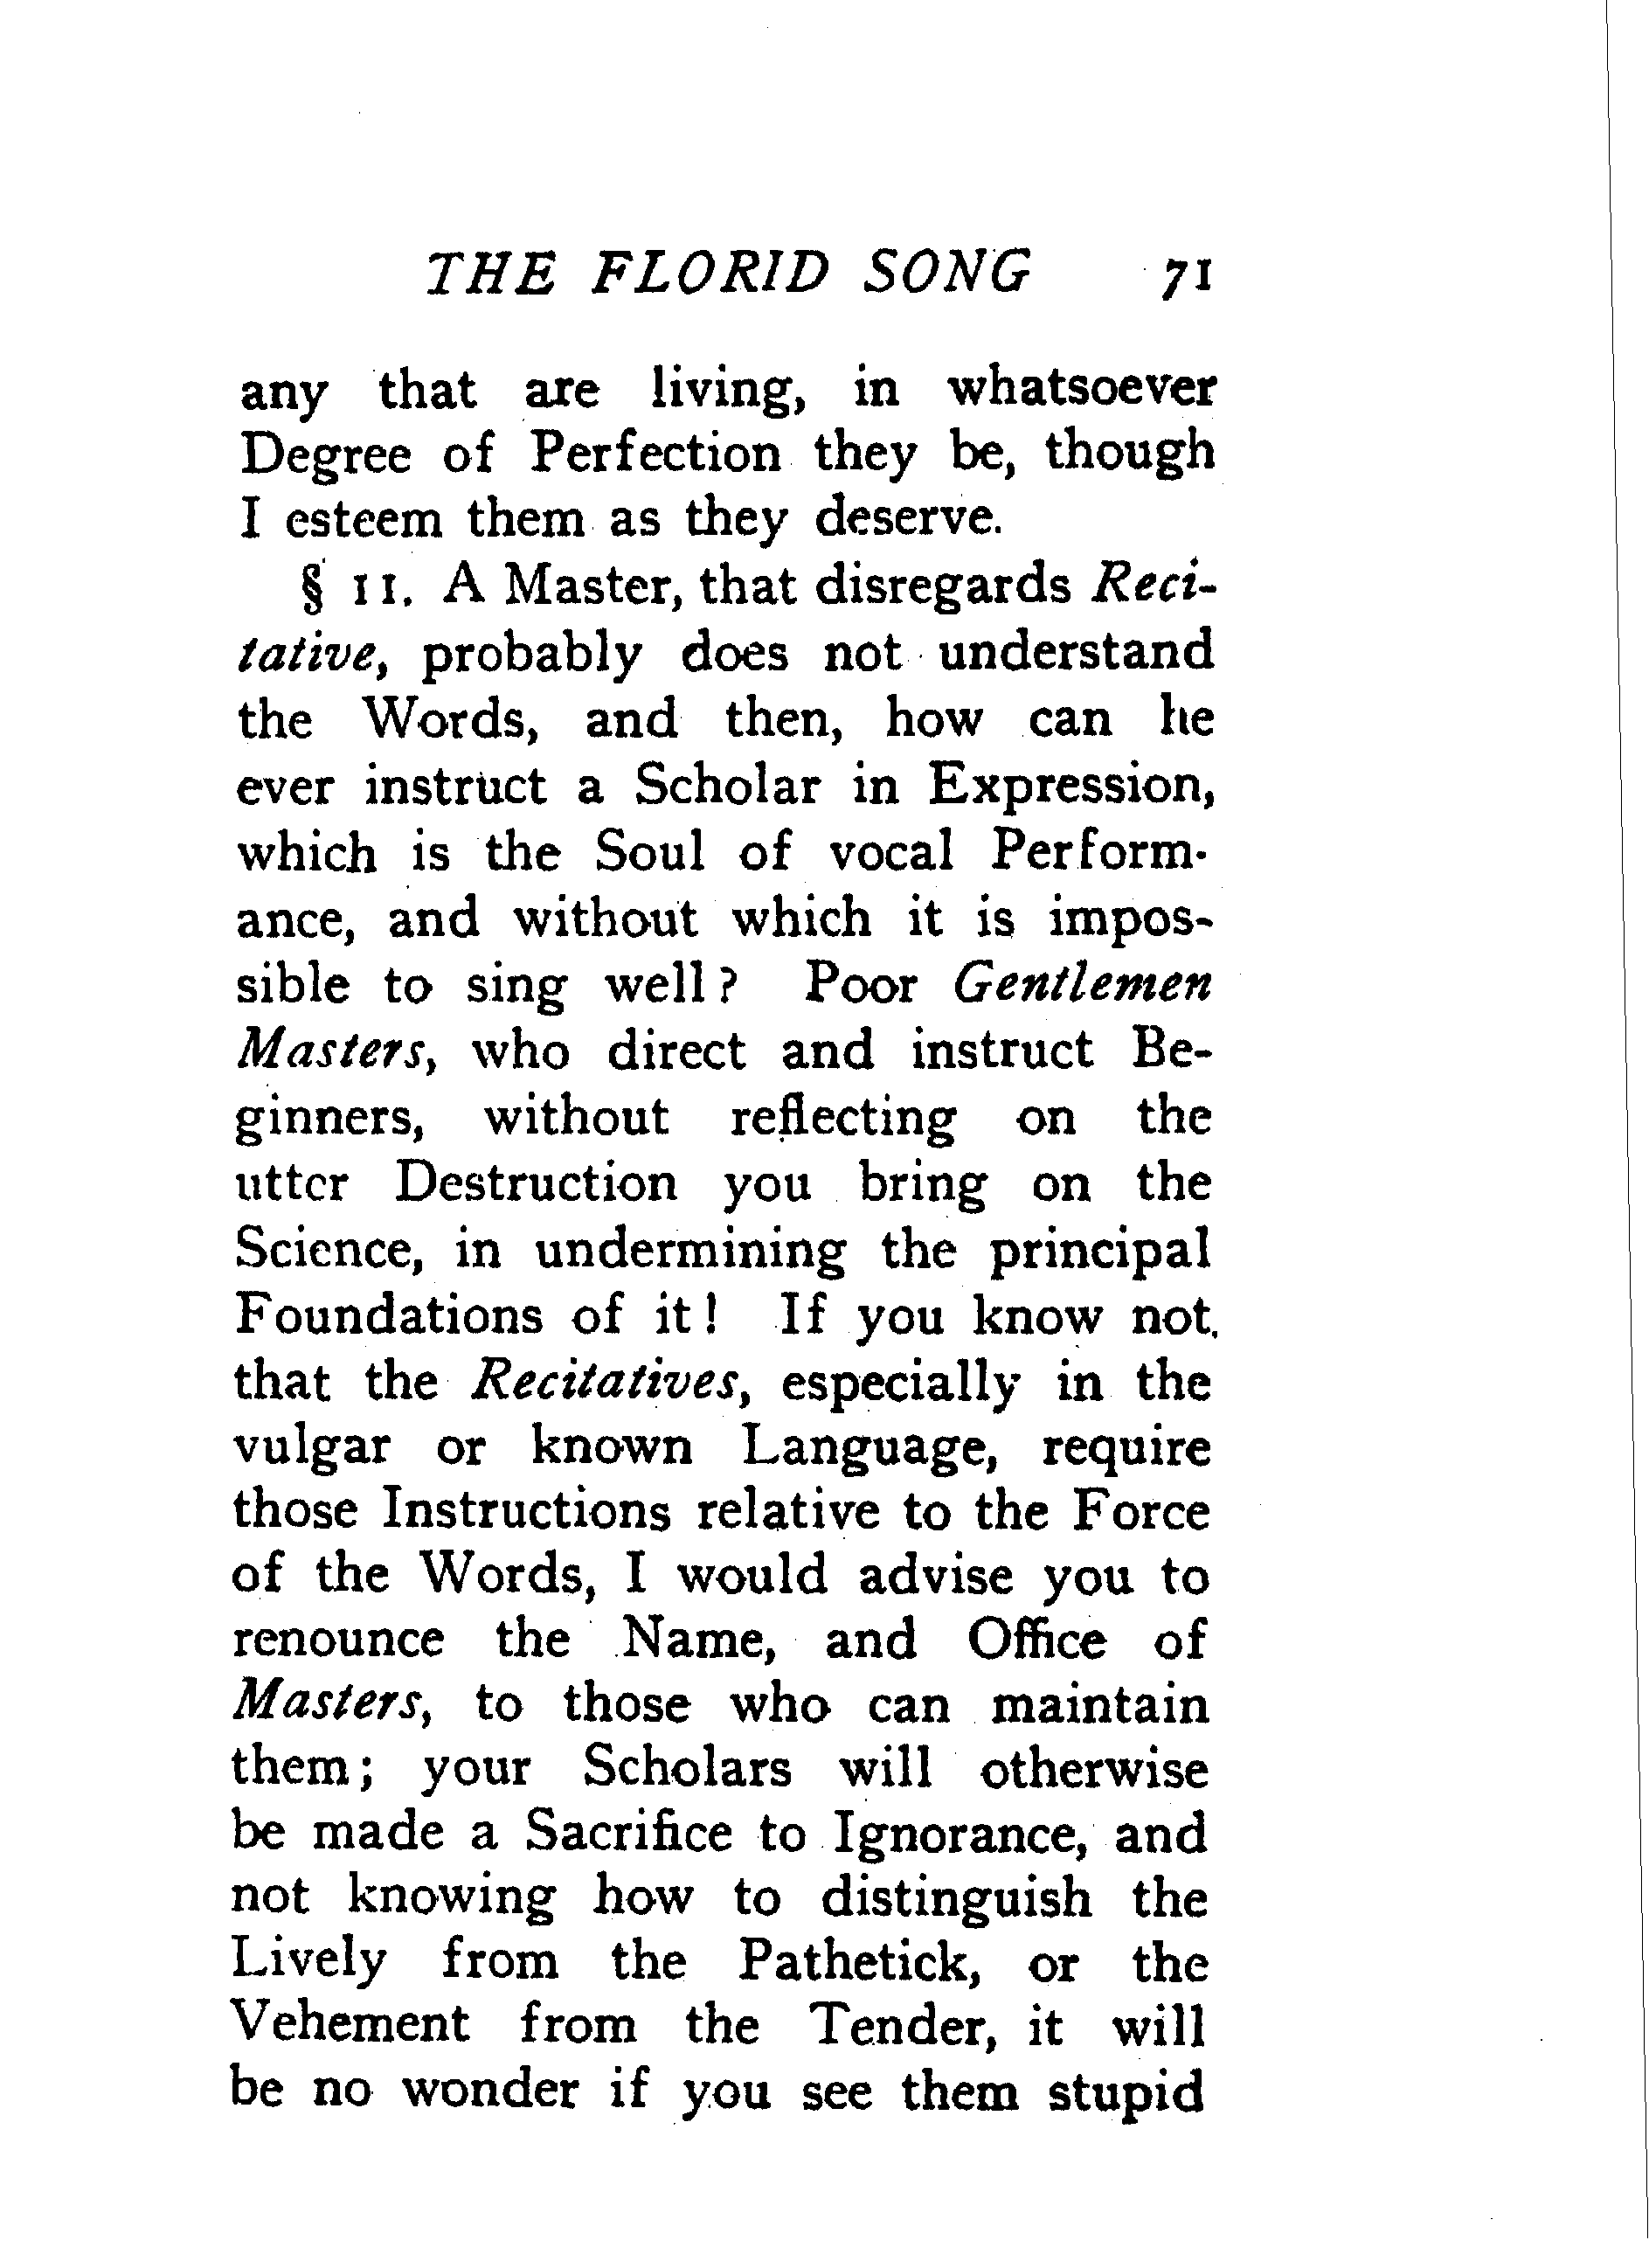 THE FLORID SONG 71
any that are living, in whatsoever
Degree of Perfection they be, though
I esteem them as they deserve.
§ 11. A Master, that disregards Reci-
tative, probably does not understand
the Words, and then, how can he
ever instruct a Scholar in Expression,
which is the Soul of vocal Perform-
ance, and without which it is impos-
sible to sing well? Poor Gentlemen
Masters, who direct and instruct Be-
ginners, without reflecting on the
utter Destruction you bring on the
Science, in undermining the principal
Foundations of it! If you know not,
that the Recitatives, especially in the
vulgar or known Language, require
those Instructions relative to the Force
of the Words, I would advise you to
renounce the Name, and Office of
Masters, to those who can maintain
them; your Scholars will otherwise
be made a Sacrifice to Ignorance, and
not knowing how to distinguish the
Lively from the Pathetick, or the
Vehement from the Tender, it will
be no wonder if you see them stupid